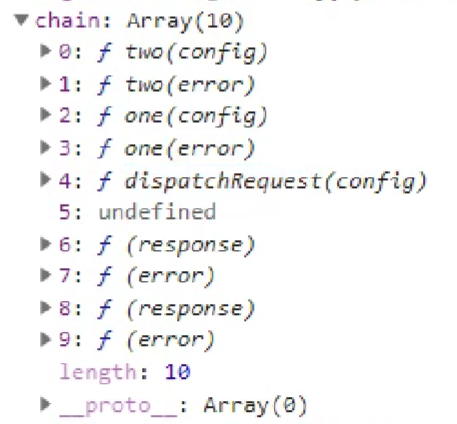 ▼chain: Array(10)
▶0: ƒ two(config)
▶1: ƒ two(error)
▶2: ƒ one(config)
▶3: ƒ one(error)
▶4: ƒ dispatchRequest(config)
5: undefined
▶6: ƒ (response)
▶7: ƒ (error)
▶8: ƒ (response)
▶9: ƒ (error)
length: 10
▶__proto__: Array(0)